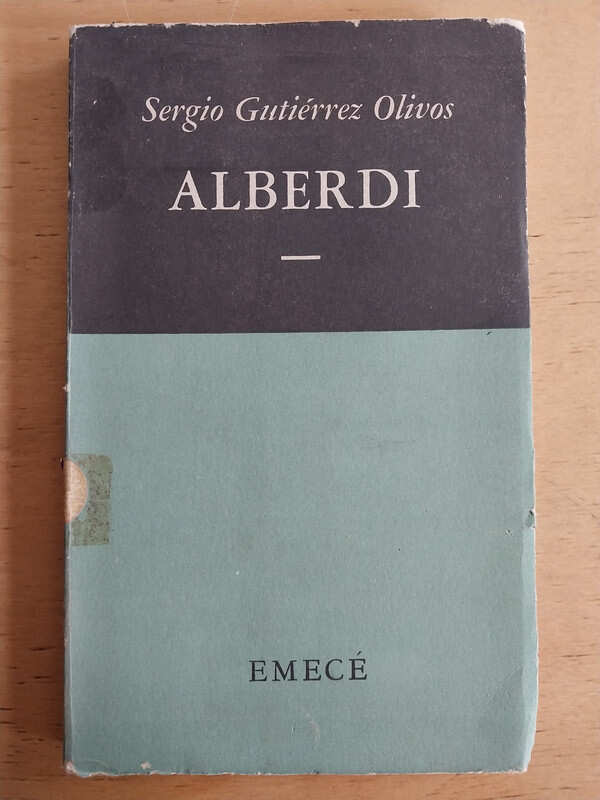 Sergio Gutiérrez Olivos
ALBERDI
EMECÉ